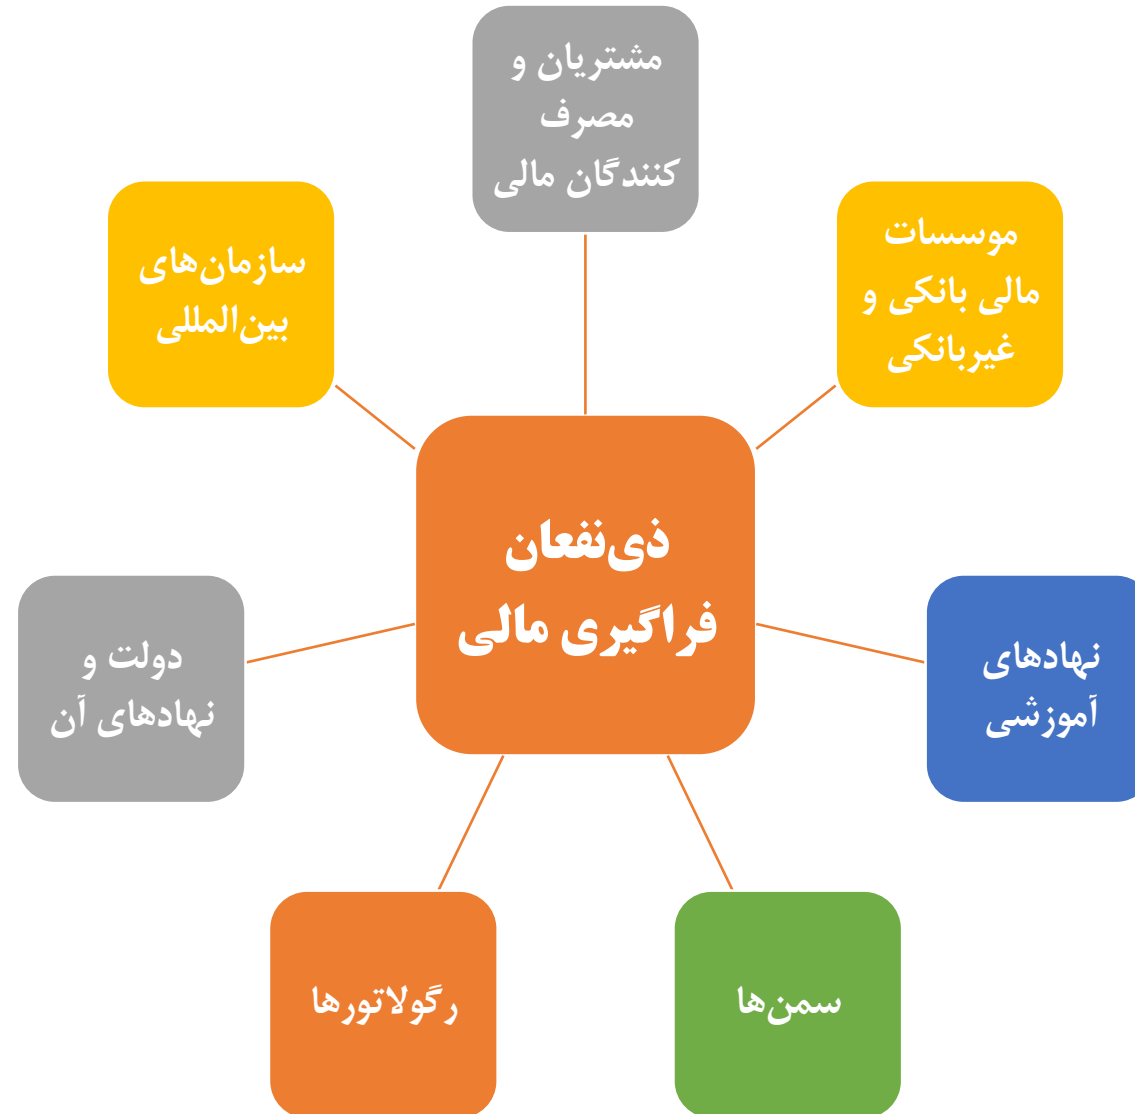 مشتریان و
مصرف
کنندگان مالی
موسسات
مالی بانکی و
غیربانکی
سازمان‌های
بین‌المللی
ذی‌نفعان
فراگیری مالی
نهادهای
آموزشی
دولت و
نهادهای آن
سمن‌ها
رگولاتورها